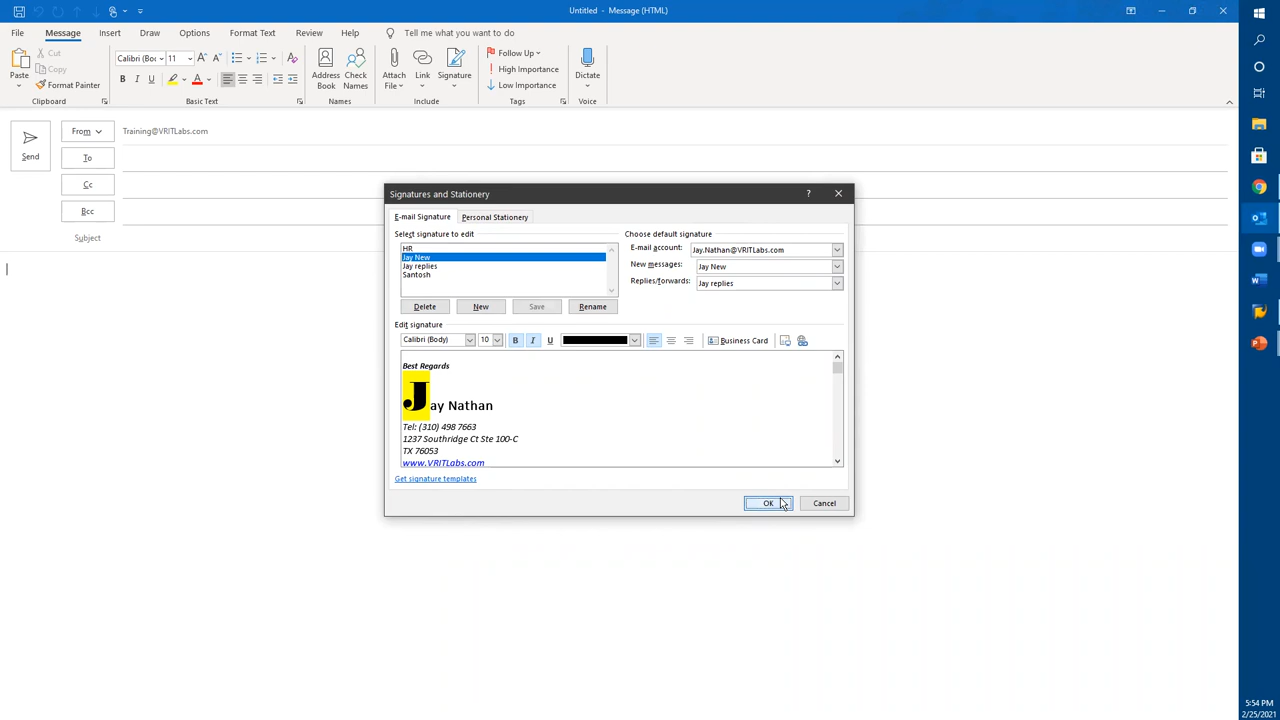 Untitled - Message (HTML)
File Message Insert Draw Options Format Text Review Help Tell me what you want to do
Paste
Cut
Copy
Format Painter
Clipboard
Calibri (Boc 11
B I U
Basic Text
Address Book
Check Names
Names
Attach File
Link
Signature
Include
Follow Up
High Importance
Low Importance
Tags
Dictate
Voice
Send
From
Training@VRITLabs.com
To
Cc
Bcc
Subject
Signatures and Stationery
E-mail Signature Personal Stationery
Select signature to edit
HR
Jay New
Jay replies
Santosh
Delete New Save Rename
Choose default signature
E-mail account: Jay.Nathan@VRITLabs.com
New messages: Jay New
Replies/forwards: Jay replies
Edit signature
Calibri (Body) 10 B I U Business Card
Best Regards
Jay Nathan
Tel: (310) 498 7663
1237 Southridge Ct Ste 100-C
TX 76053
www.VRITLabs.com
Get signature templates
OK Cancel
5:54 PM
2/25/2021